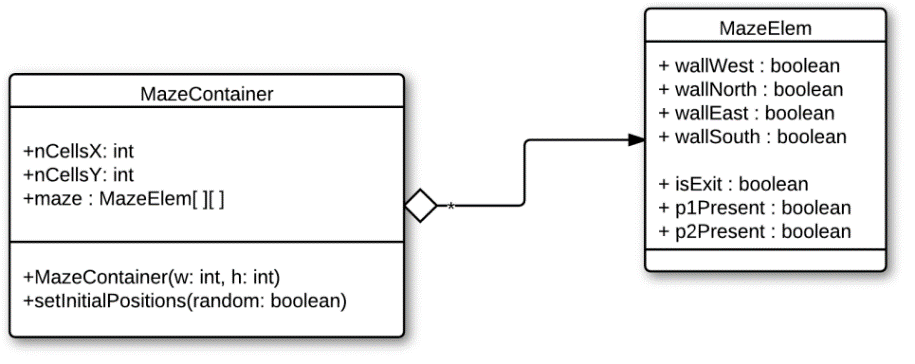 MazeContainer
+nCellsX: int
+nCellsY: int
+maze : MazeElem[ ][ ]
+MazeContainer(w: int, h: int)
+setInitialPositions(random: boolean)
*
MazeElem
+ wallWest : boolean
+ wallNorth : boolean
+ wallEast : boolean
+ wallSouth : boolean
+ isExit : boolean
+ p1Present : boolean
+ p2Present : boolean